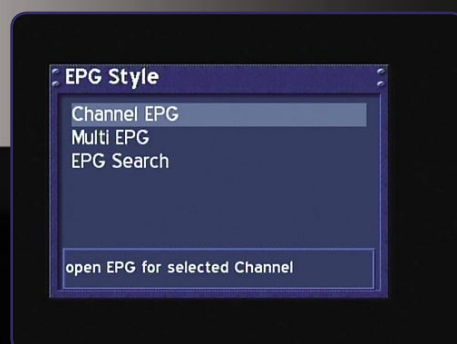 EPG Style
Channel EPG
Multi EPG
EPG Search
open EPG for selected Channel